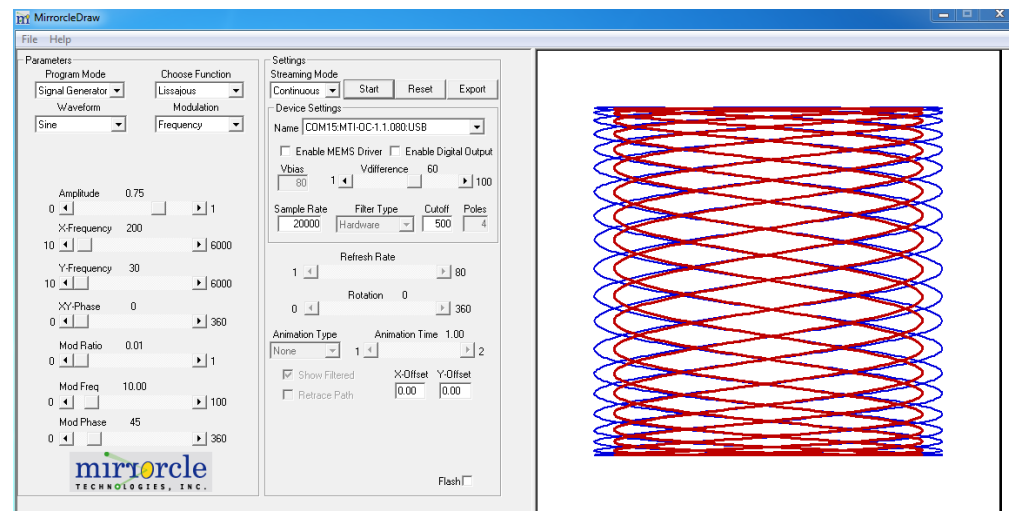 MirrorcleDraw
File Help
Parameters
Program Mode Choose Function
Signal Generator Lissajous
Waveform Modulation
Sine Frequency
Amplitude 0.75
0 1
X-Frequency 200
10 6000
Y-Frequency 30
10 6000
XY-Phase 0
0 360
Mod Ratio 0.01
0 1
Mod Freq 10.00
0 100
Mod Phase 45
0 360
mirrorcle
TECHNOLOGIES, INC.
Settings
Streaming Mode
Continuous Start Reset Export
Device Settings
Name COM15:MTI-OC-1.1.080:USB
Enable MEMS Driver Enable Digital Output
Vbias Vdifference 60
80 1 100
Sample Rate Filter Type Cutoff Poles
20000 Hardware 500 4
Refresh Rate
1 80
Rotation 0
0 360
Animation Type Animation Time 1.00
None 1 2
Show Filtered X-Offset Y-Offset
Retrace Path 0.00 0.00
Flash